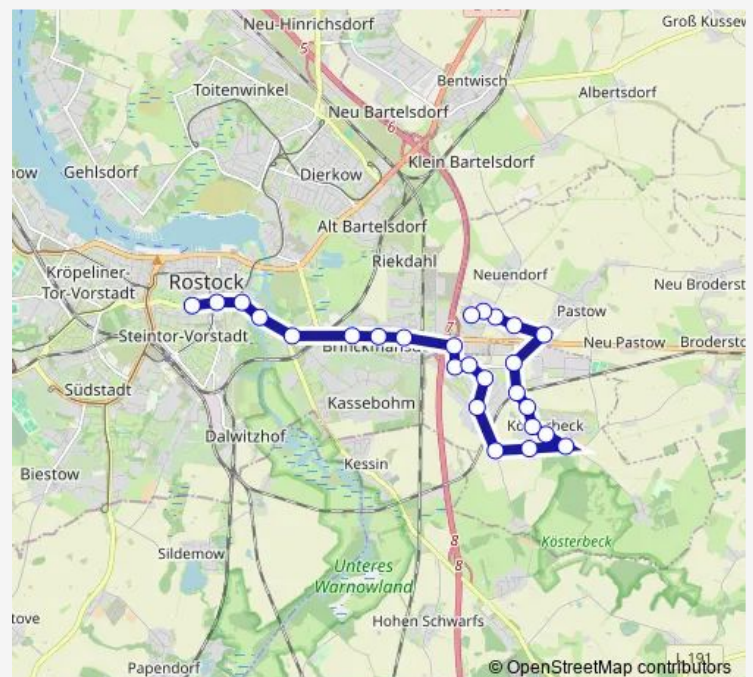 Neu-Hinrichsdorf
Groß Kussew
5
Bentwisch
Toitenwinkel
Albertsdorf
Neu Bartelsdorf
6
Gehlsdorf
Dierkow
Klein Bartelsdorf
Alt Bartelsdorf
Riekdahl
Kröpeliner-
Tor-Vorstadt
Rostock
Neuendorf
Neu Broderst
Pastow
7
Steintor-Vorstadt
Neu Pastow
Brodersto
Südstadt
Kassebohm
Dalwitzhof
Biestow
Kessin
Kösterbeck
8
8
Sildemow
Unteres
Warnowland
Hohen Schwarfs
Papendorf
L 191
© OpenStreetMap contributors